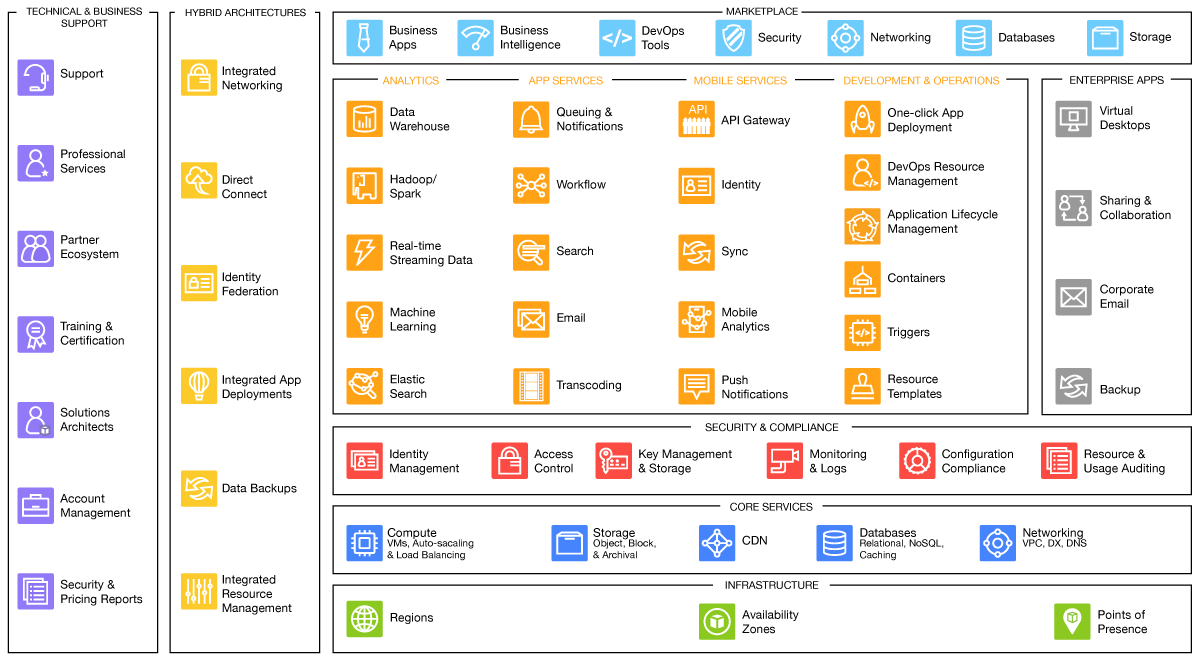 TECHNICAL & BUSINESS
SUPPORT
Support
Professional
Services
Partner
Ecosystem
Training &
Certification
Solutions
Architects
Account
Management
Security &
Pricing Reports
HYBRID ARCHITECTURES
Integrated
Networking
Direct
Connect
Identity
Federation
Integrated App
Deployments
Data Backups
Integrated
Resource
Management
MARKETPLACE
Business
Apps
Business
Intelligence
</>
DevOps
Tools
Security
Networking
Databases
Storage
ANALYTICS
Data
Warehouse
Hadoop/
Spark
Real-time
Streaming Data
Machine
Learning
Elastic
Search
APP SERVICES
Queuing &
Notifications
Workflow
Search
Email
Transcoding
MOBILE SERVICES
API
API Gateway
Identity
Sync
Mobile
Analytics
Push
Notifications
DEVELOPMENT & OPERATIONS
One-click App
Deployment
</>
DevOps Resource
Management
Application Lifecycle
Management
Containers
</>
Triggers
Resource
Templates
ENTERPRISE APPS
Virtual
Desktops
Sharing &
Collaboration
Corporate
Email
Backup
SECURITY & COMPLIANCE
Identity
Management
Access
Control
Key Management
& Storage
Monitoring
& Logs
Configuration
Compliance
Resource &
Usage Auditing
CORE SERVICES
Compute
VMs, Auto-sacaling
& Load Balancing
Storage
Object, Block,
& Archival
CDN
Databases
Relational, NoSQL,
Caching
Networking
VPC, DX, DNS
INFRASTRUCTURE
Regions
Availability
Zones
Points of
Presence